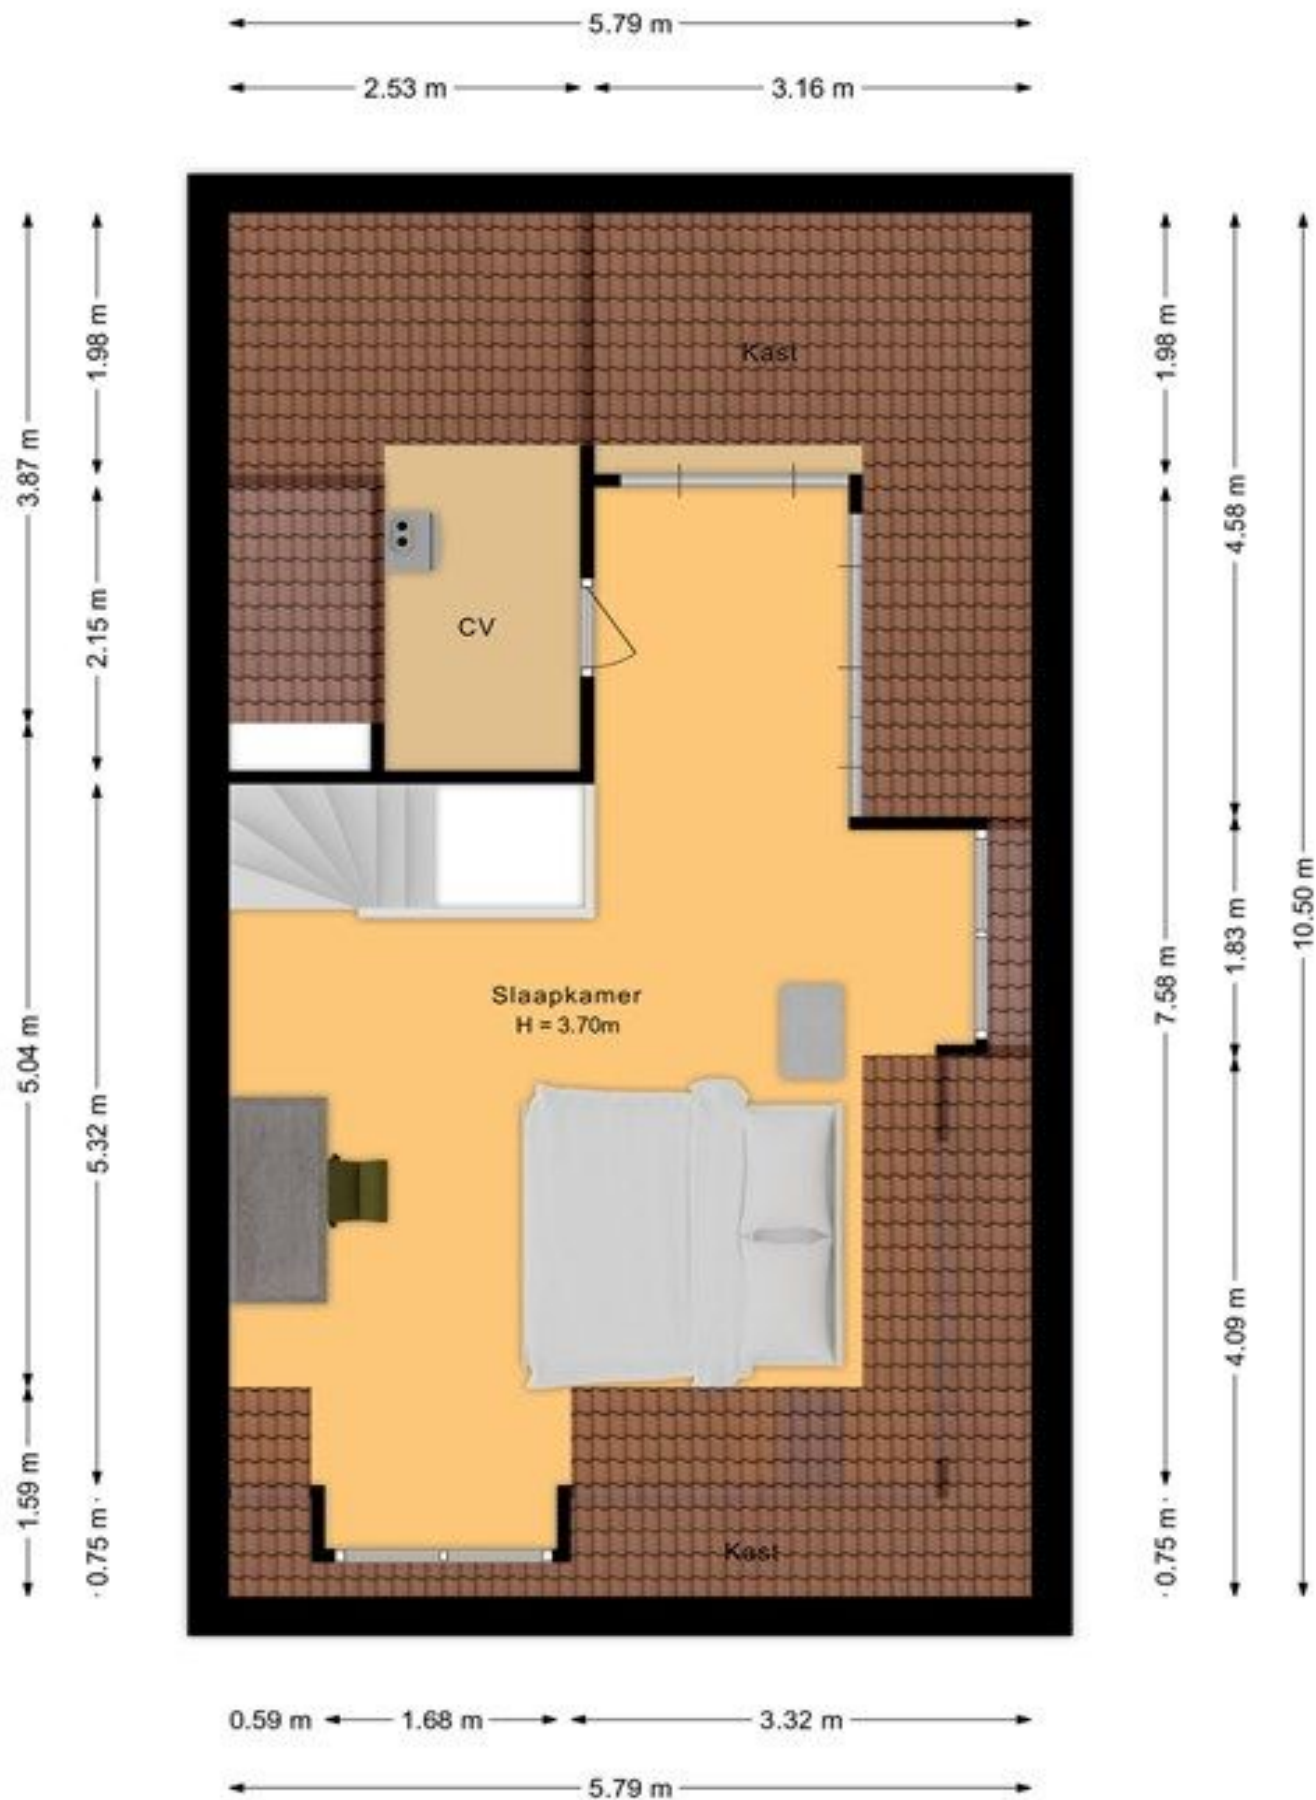 5.79 m
2.53 m
3.16 m
3.87 m
1.98 m
2.15 m
5.04 m
5.32 m
1.59 m
0.75 m
Kast
CV
Slaapkamer
H = 3.70m
Kast
1.98 m
4.58 m
7.58 m
1.83 m
10.50 m
4.09 m
0.75 m
0.59 m
1.68 m
3.32 m
5.79 m